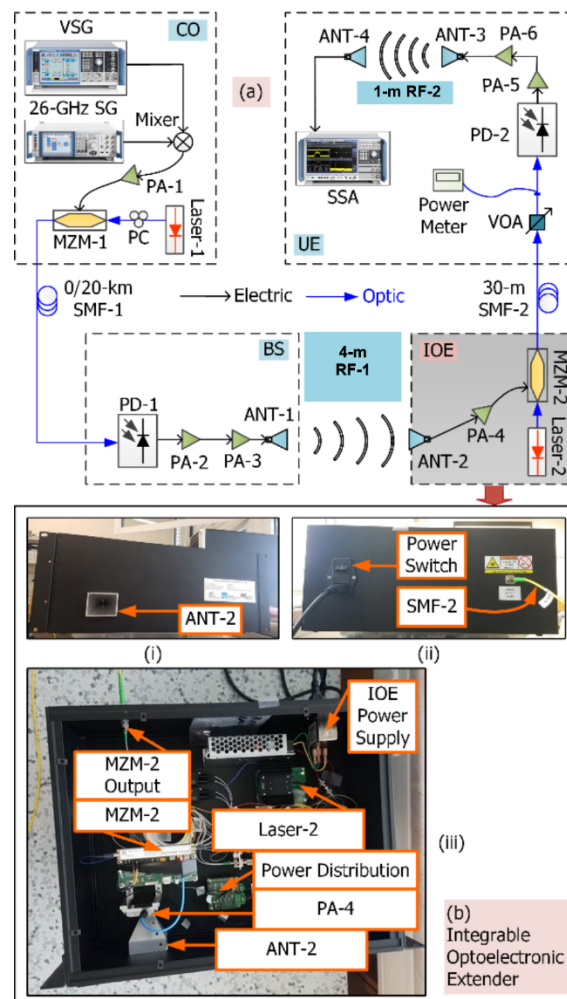 VSG
CO
26-GHz SG
Mixer
PA-1
MZM-1
PC
Laser-1
(a)
ANT-4
ANT-3
PA-6
1-m RF-2
PA-5
PD-2
SSA
Power
Meter
VOA
UE
0/20-km
SMF-1
Electric
Optic
30-m
SMF-2
BS
4-m
RF-1
IOE
PD-1
PA-2
PA-3
ANT-1
ANT-2
PA-4
MZM-2
Laser-2
ANT-2
(i)
Power
Switch
SMF-2
(ii)
IOE
Power
Supply
MZM-2
Output
MZM-2
Laser-2
Power Distribution
PA-4
ANT-2
(iii)
(b)
Integrable
Optoelectronic
Extender